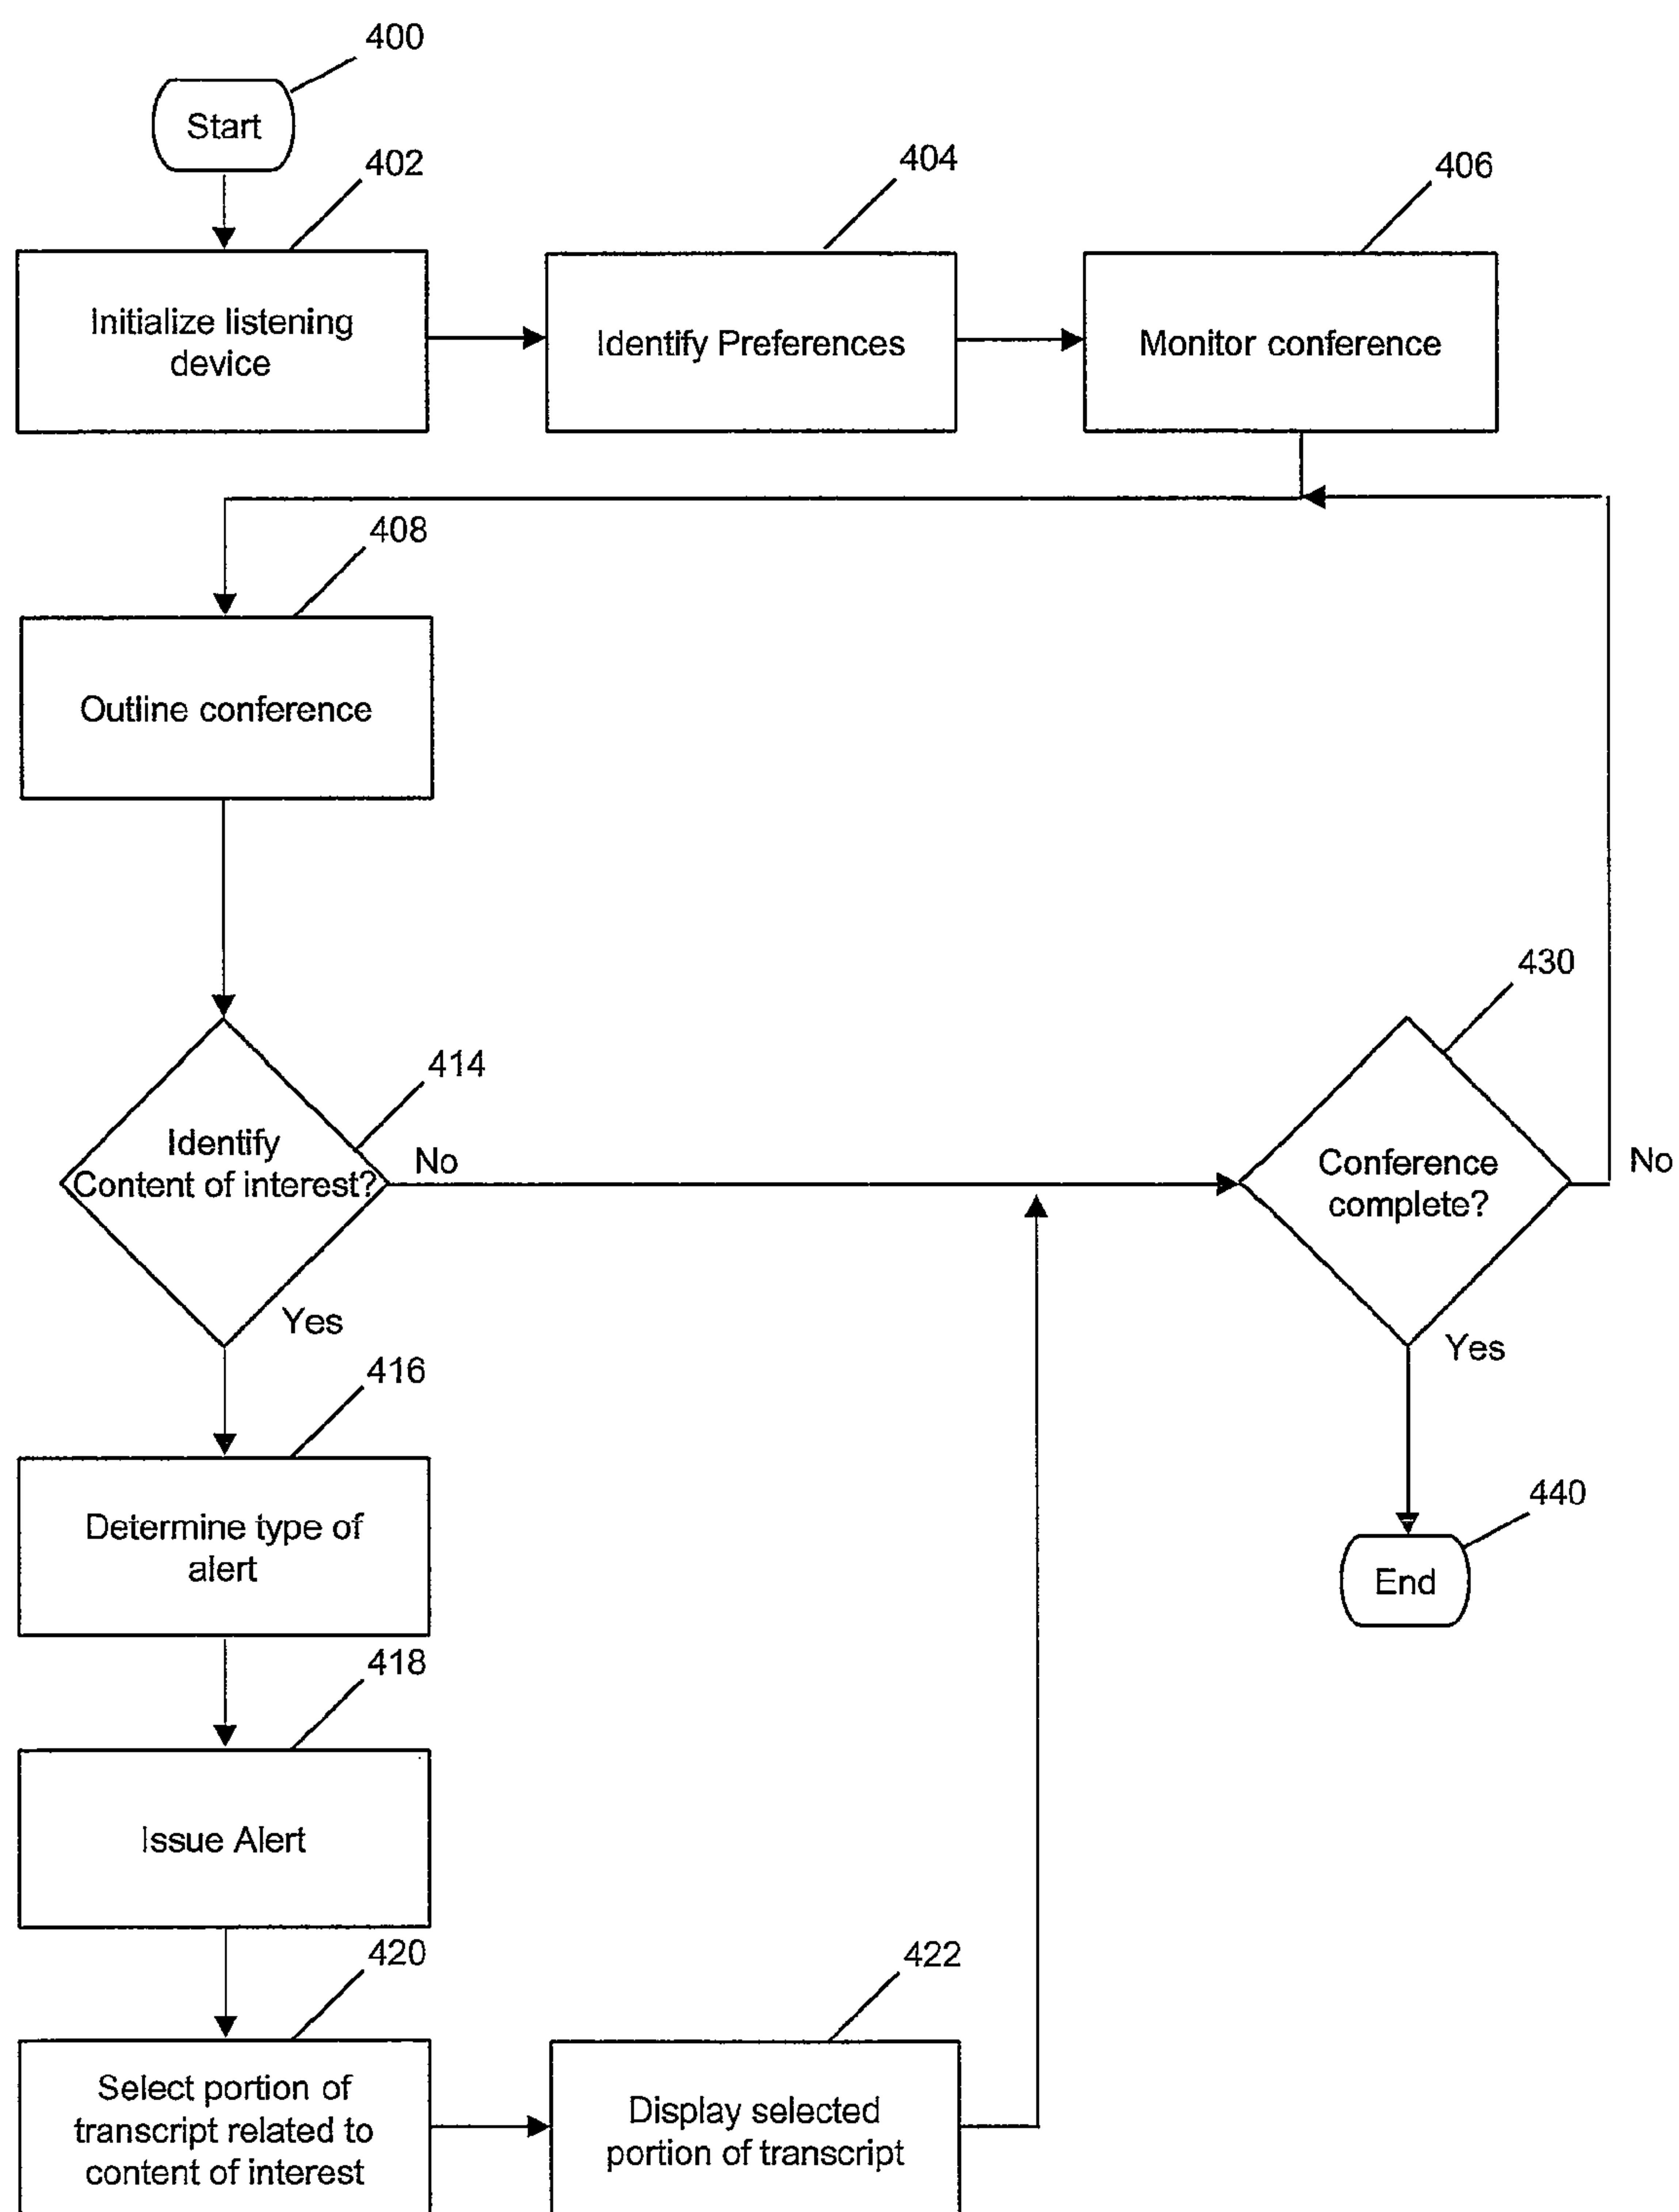 400
Start
402
404
406
Initialize listening
device
Identify Preferences
Monitor conference
408
Outline conference
430
414
Identify
Content of interest?
No
Conference
complete?
No
Yes
Yes
416
Determine type of
alert
440
End
418
Issue Alert
420
422
Select portion of
transcript related to
content of interest
Display selected
portion of transcript